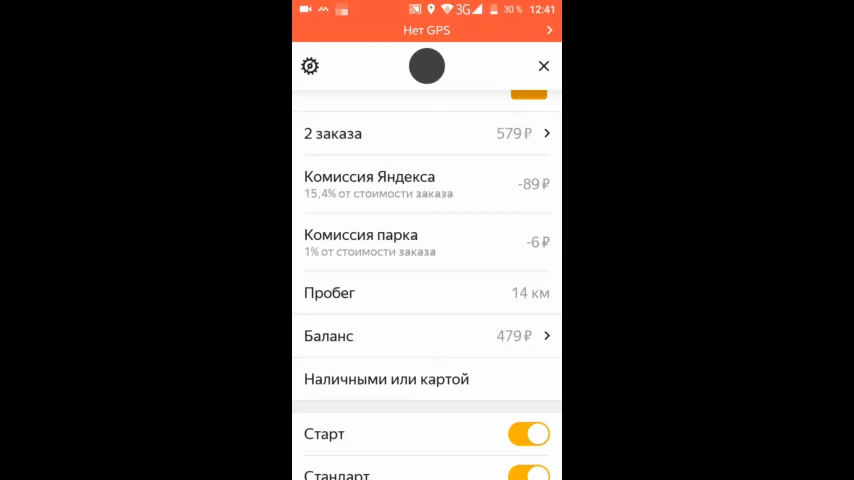 3G 30 % 12:41
Нет GPS
2 заказа 579 ₽
Комиссия Яндекса
-89 ₽
15,4% от стоимости заказа
Комиссия парка
-6 ₽
1% от стоимости заказа
Пробег 14 км
Баланс 479 ₽
Наличными или картой
Старт
Стандарт